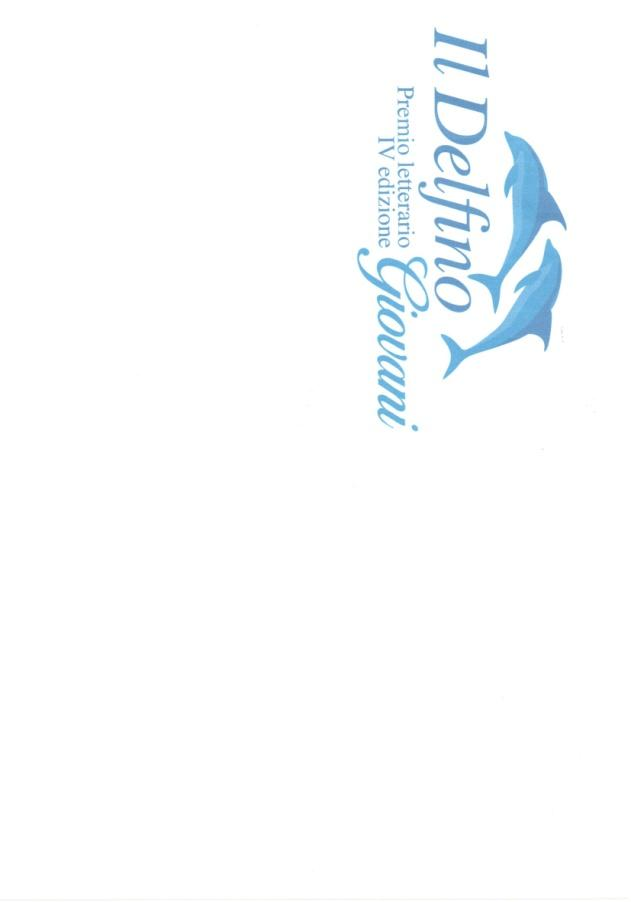 Il Delfino
Premio letterario
IV edizione
Giovani